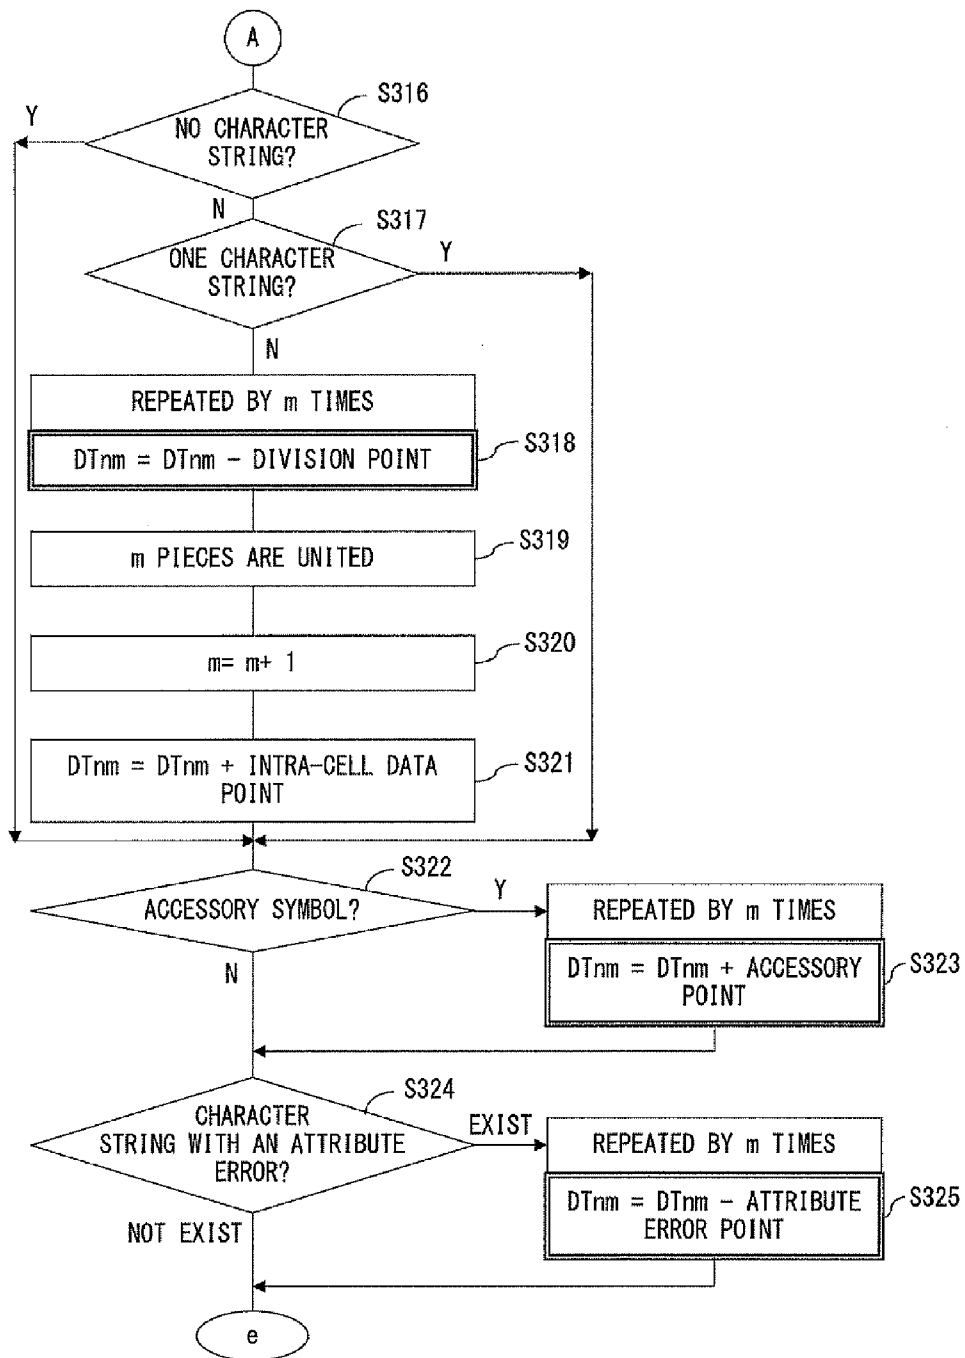 A
S316
Y
NO CHARACTER
STRING?
N
S317
Y
ONE CHARACTER
STRING?
N
REPEATED BY m TIMES
S318
DTnm = DTnm - DIVISION POINT
S319
m PIECES ARE UNITED
S320
m= m+ 1
S321
DTnm = DTnm + INTRA-CELL DATA
POINT
S322
Y
ACCESSORY SYMBOL?
REPEATED BY m TIMES
N
S323
DTnm = DTnm + ACCESSORY
POINT
S324
CHARACTER
STRING WITH AN ATTRIBUTE
ERROR?
EXIST
REPEATED BY m TIMES
S325
DTnm = DTnm - ATTRIBUTE
ERROR POINT
NOT EXIST
e